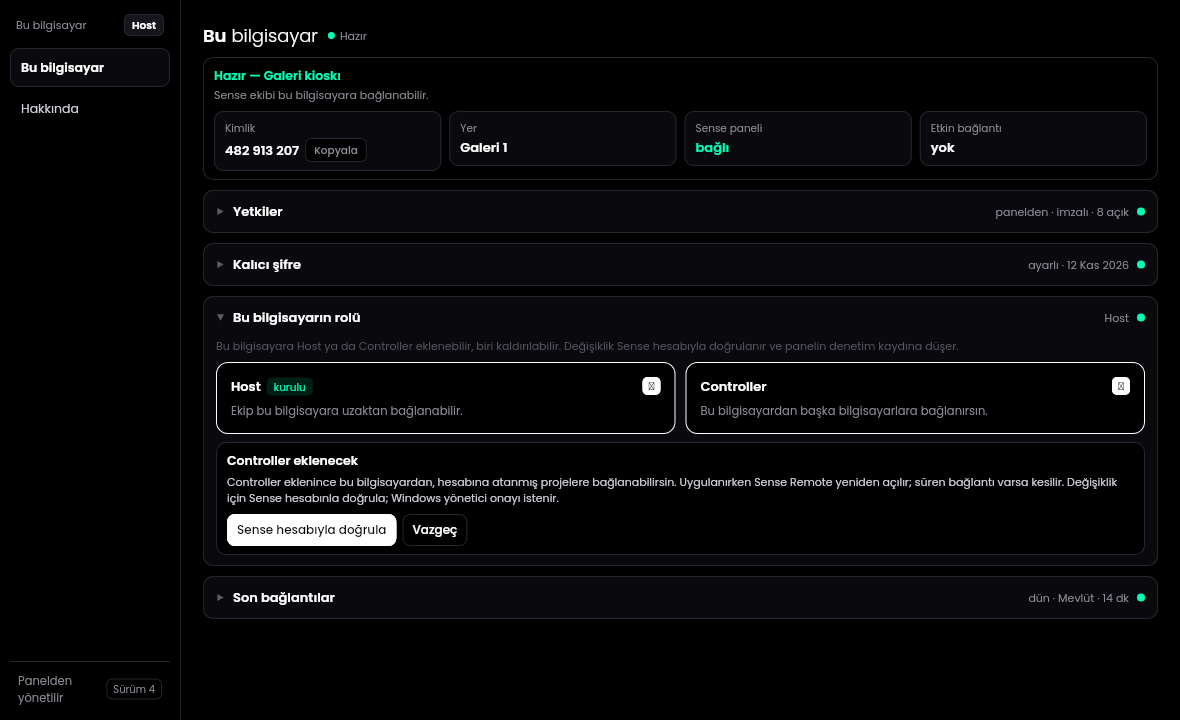 Bu bilgisayar
Host
Bu bilgisayar
Hakkında
Panelden
yönetilir
Sürüm 4
Bu bilgisayar
Hazır
Hazır — Galeri kioskı
Sense ekibi bu bilgisayara bağlanabilir.
Kimlik
482 913 207
Kopyala
Yer
Galeri 1
Sense paneli
bağlı
Etkin bağlantı
yok
Yetkiler
panelden · imzalı · 8 açık
Kalıcı şifre
ayarlı · 12 Kas 2026
Bu bilgisayarın rolü
Host
Bu bilgisayara Host ya da Controller eklenebilir, biri kaldırılabilir. Değişiklik Sense hesabıyla doğrulanır ve panelin denetim kaydına düşer.
Host
kurulu
Ekip bu bilgisayara uzaktan bağlanabilir.
Controller
Bu bilgisayardan başka bilgisayarlara bağlanırsın.
Controller eklenecek
Controller eklenince bu bilgisayardan, hesabına atanmış projelere bağlanabilirsin. Uygulanırken Sense Remote yeniden açılır; süren bağlantı varsa kesilir. Değişiklik
için Sense hesabınla doğrula; Windows yönetici onayı istenir.
Sense hesabıyla doğrula
Vazgeç
Son bağlantılar
dün · Mevlüt · 14 dk